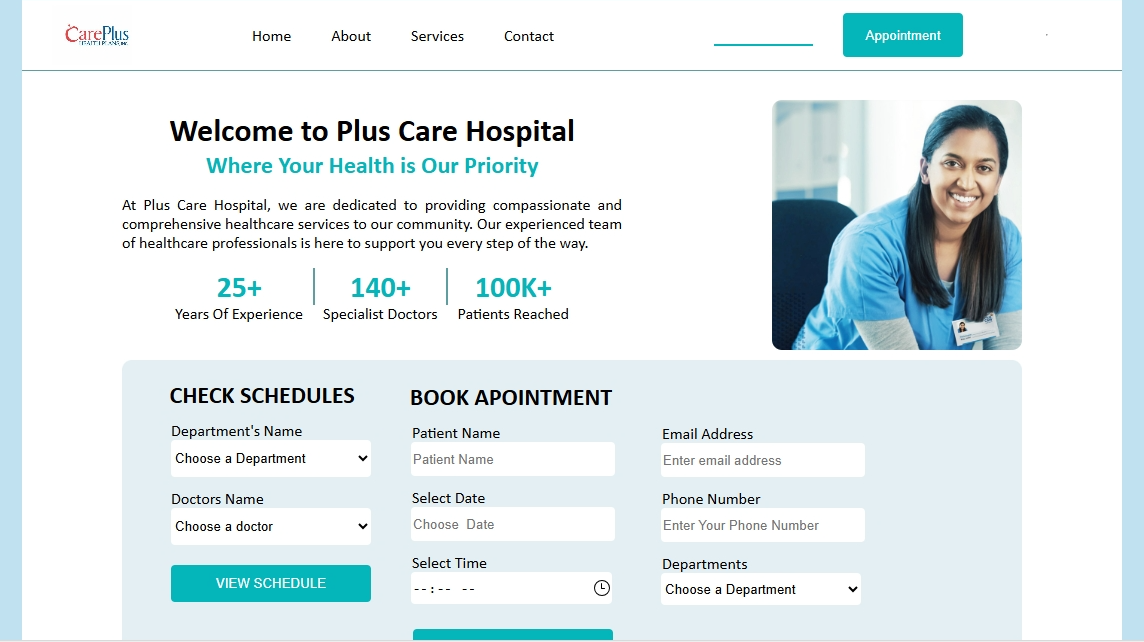 CarePlus
HEALTH PLANS, INC.
Home
About
Services
Contact
Appointment
Welcome to Plus Care Hospital
Where Your Health is Our Priority
At Plus Care Hospital, we are dedicated to providing compassionate and
comprehensive healthcare services to our community. Our experienced team
of healthcare professionals is here to support you every step of the way.
25+
Years Of Experience
140+
Specialist Doctors
100K+
Patients Reached
CHECK SCHEDULES
Department's Name
Choose a Department
Doctors Name
Choose a doctor
VIEW SCHEDULE
BOOK APOINTMENT
Patient Name
Patient Name
Select Date
Choose  Date
Select Time
--:-- --
Email Address
Enter email address
Phone Number
Enter Your Phone Number
Departments
Choose a Department